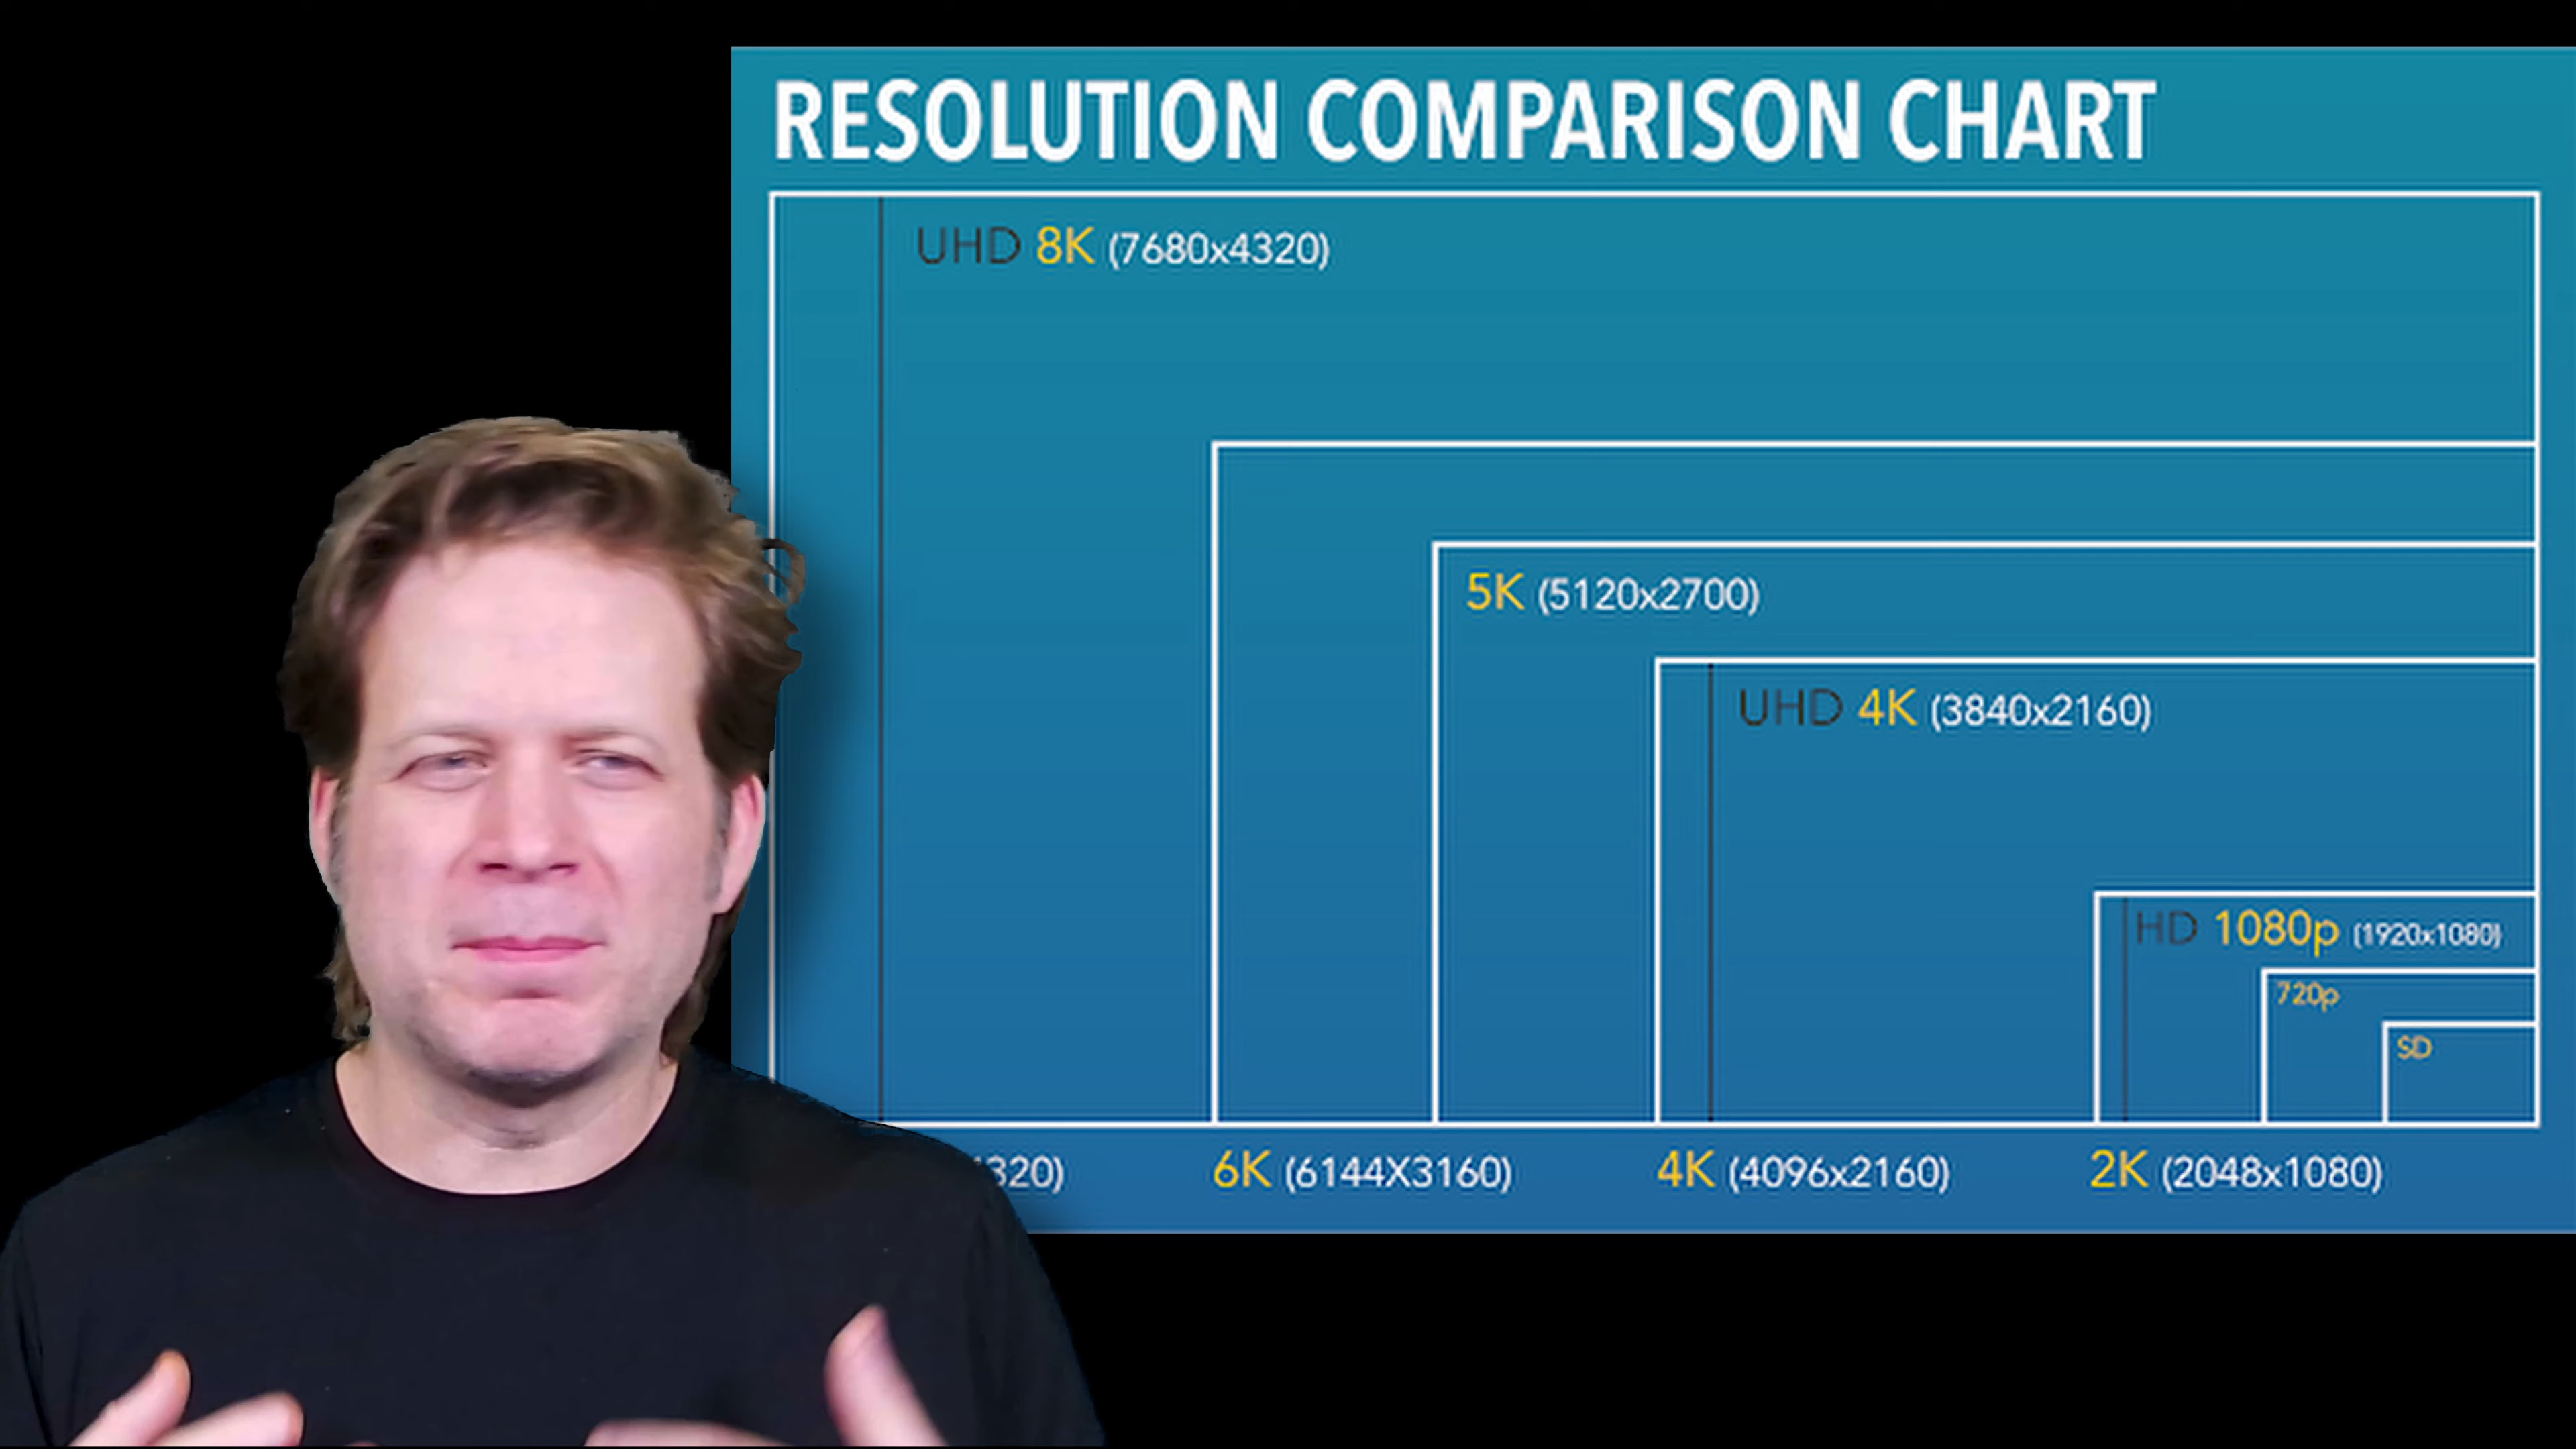 RESOLUTION COMPARISON CHART
UHD 8K (7680x4320)
5K (5120x2700)
UHD 4K (3840x2160)
HD 1080p (1920x1080)
720p
SD
320) 6K (6144X3160) 4K (4096x2160) 2K (2048x1080)